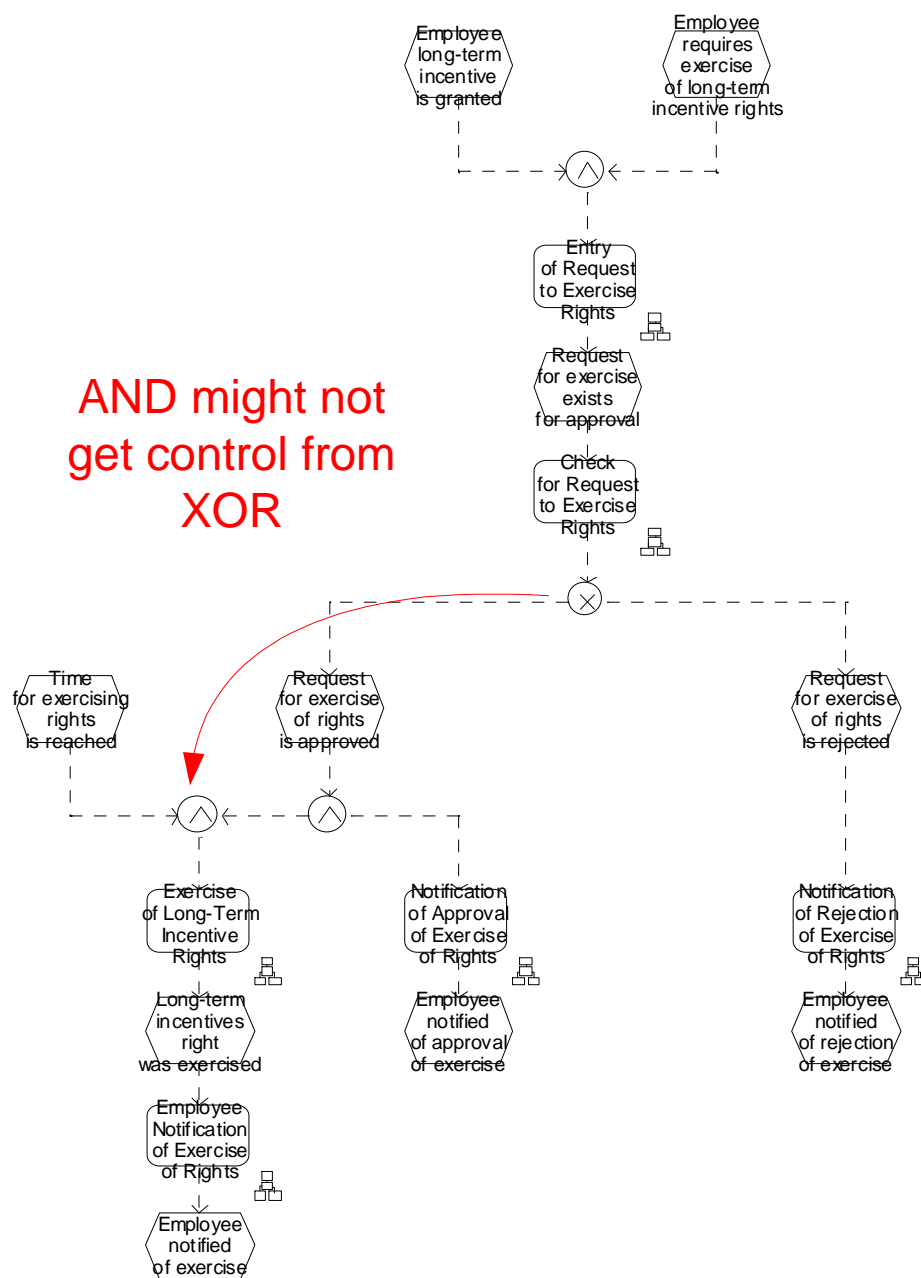 Employee
long-term
incentive
is granted
Employee
requires
exercise
of long-term
incentive rights
Entry
of Request
to Exercise
Rights
Request
for exercise
exists
for approval
AND might not
get control from
XOR
Check
for Request
to Exercise
Rights
Time
for exercising
rights
is reached
Request
for exercise
of rights
is approved
Request
for exercise
of rights
is rejected
Exercise
of Long-Term
Incentive
Rights
Notification
of Approval
of Exercise
of Rights
Notification
of Rejection
of Exercise
of Rights
Long-term
incentives
right
was exercised
Employee
notified
of approval
of exercise
Employee
notified
of rejection
of exercise
Employee
Notification
of Exercise
of Rights
Employee
notified
of exercise